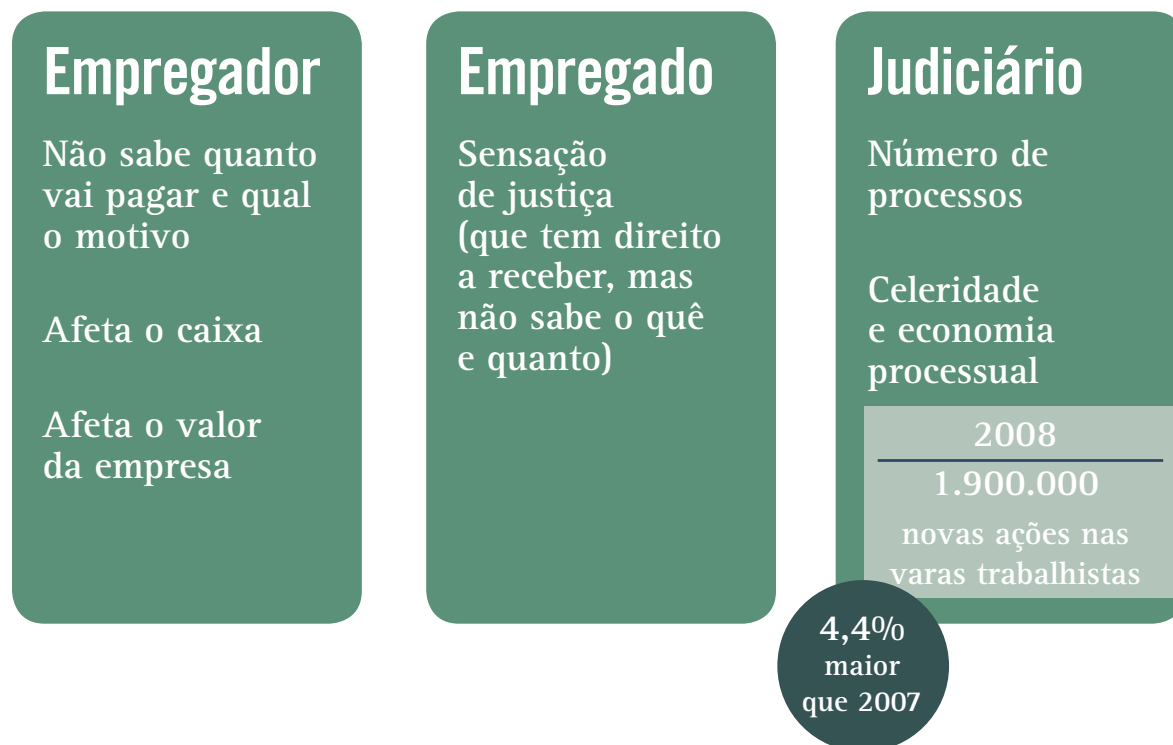 Empregador
Não sabe quanto
vai pagar e qual
o motivo
Afeta o caixa
Afeta o valor
da empresa
Empregado
Sensação
de justiça
(que tem direito
a receber, mas
não sabe o quê
e quanto)
Judiciário
Número de
processos
Celeridade
e economia
processual
2008
1.900.000
novas ações nas
varas trabalhistas
4,4%
maior
que 2007